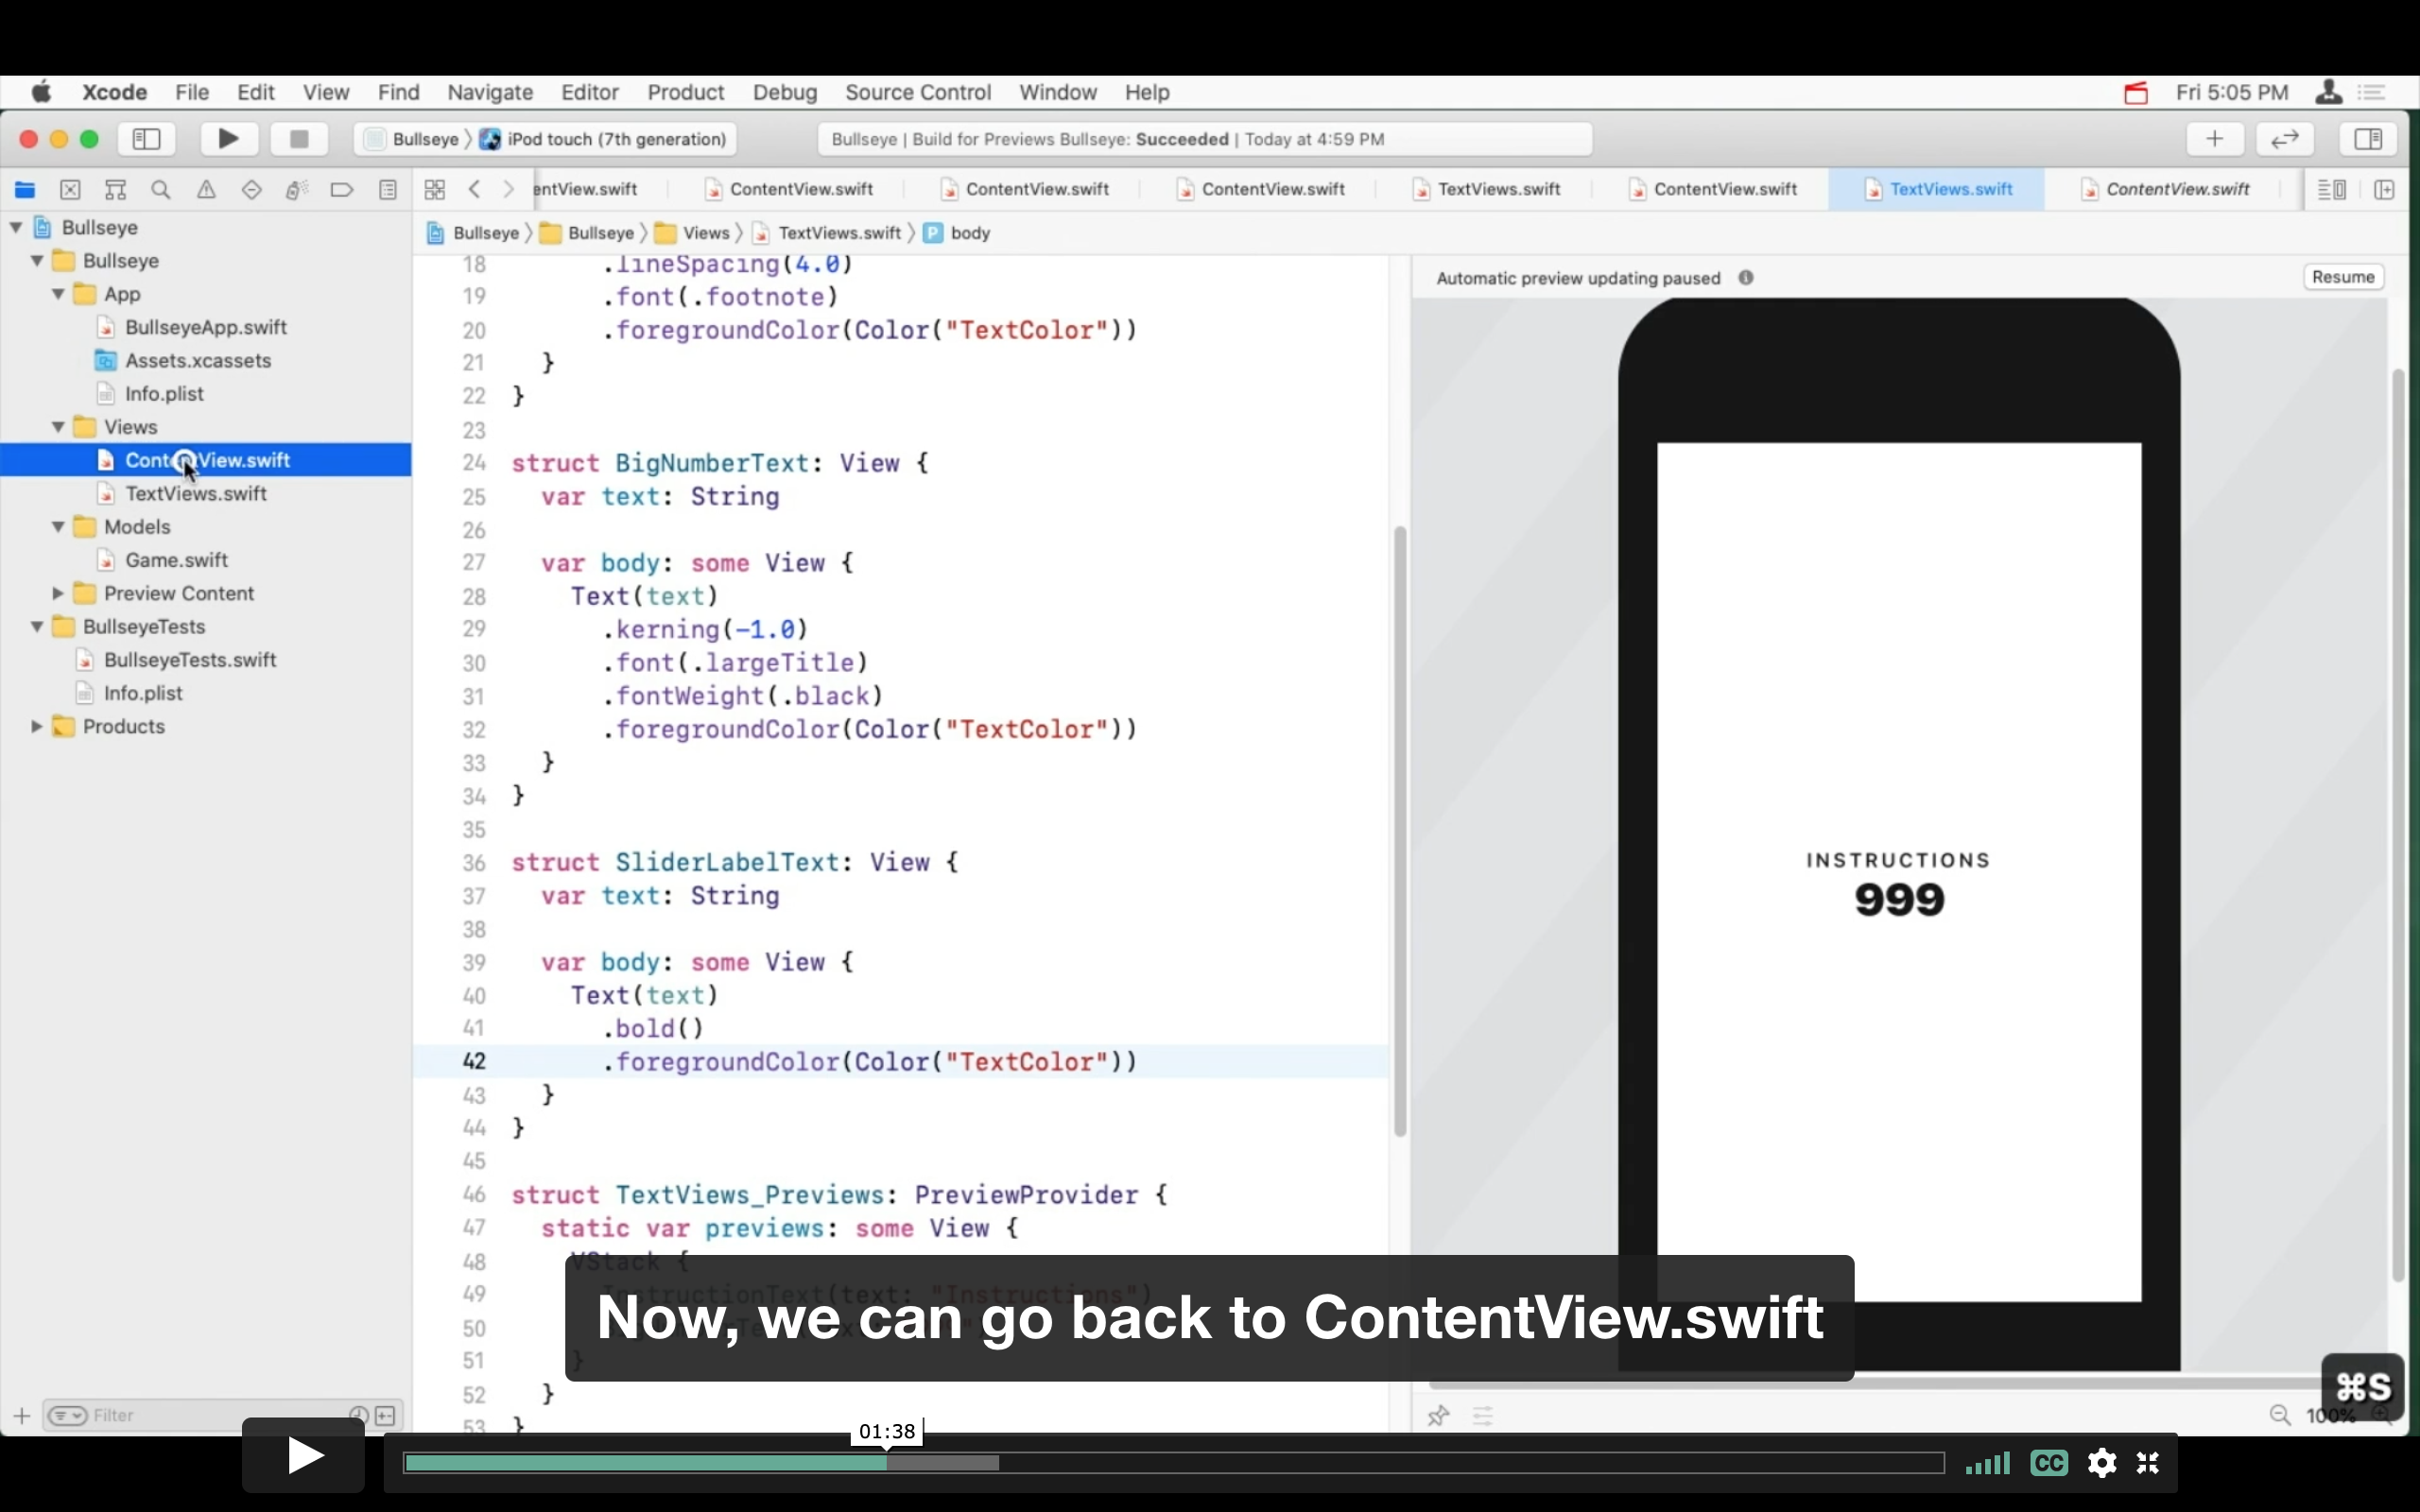 Xcode File Edit View Find Navigate Editor Product Debug Source Control Window Help Fri 5:05 PM
Bullseye iPod touch (7th generation) Bullseye | Build for Previews Bullseye: Succeeded | Today at 4:59 PM
entView.swift ContentView.swift ContentView.swift ContentView.swift TextViews.swift ContentView.swift TextViews.swift ContentView.swift
Bullseye Bullseye Views TextViews.swift P body
Bullseye
Bullseye
App
BullseyeApp.swift
Assets.xcassets
Info.plist
Views
ContentView.swift
TextViews.swift
Models
Game.swift
Preview Content
BullseyeTests
BullseyeTests.swift
Info.plist
Products
Filter
18 .lineSpacing(4.0)
19 .font(.footnote)
20 .foregroundColor(Color("TextColor"))
21 }
22 }
23
24 struct BigNumberText: View {
25 var text: String
26
27 var body: some View {
28 Text(text)
29 .kerning(-1.0)
30 .font(.largeTitle)
31 .fontWeight(.black)
32 .foregroundColor(Color("TextColor"))
33 }
34 }
35
36 struct SliderLabelText: View {
37 var text: String
38
39 var body: some View {
40 Text(text)
41 .bold()
42 .foregroundColor(Color("TextColor"))
43 }
44 }
45
46 struct TextViews_Previews: PreviewProvider {
47 static var previews: some View {
48 VStack {
49 InstructionText(text: "Instructions")
50
51 }
52 }
53 }
Automatic preview updating paused Resume
INSTRUCTIONS
999
Now, we can go back to ContentView.swift
⌘S
100%
01:38
CC